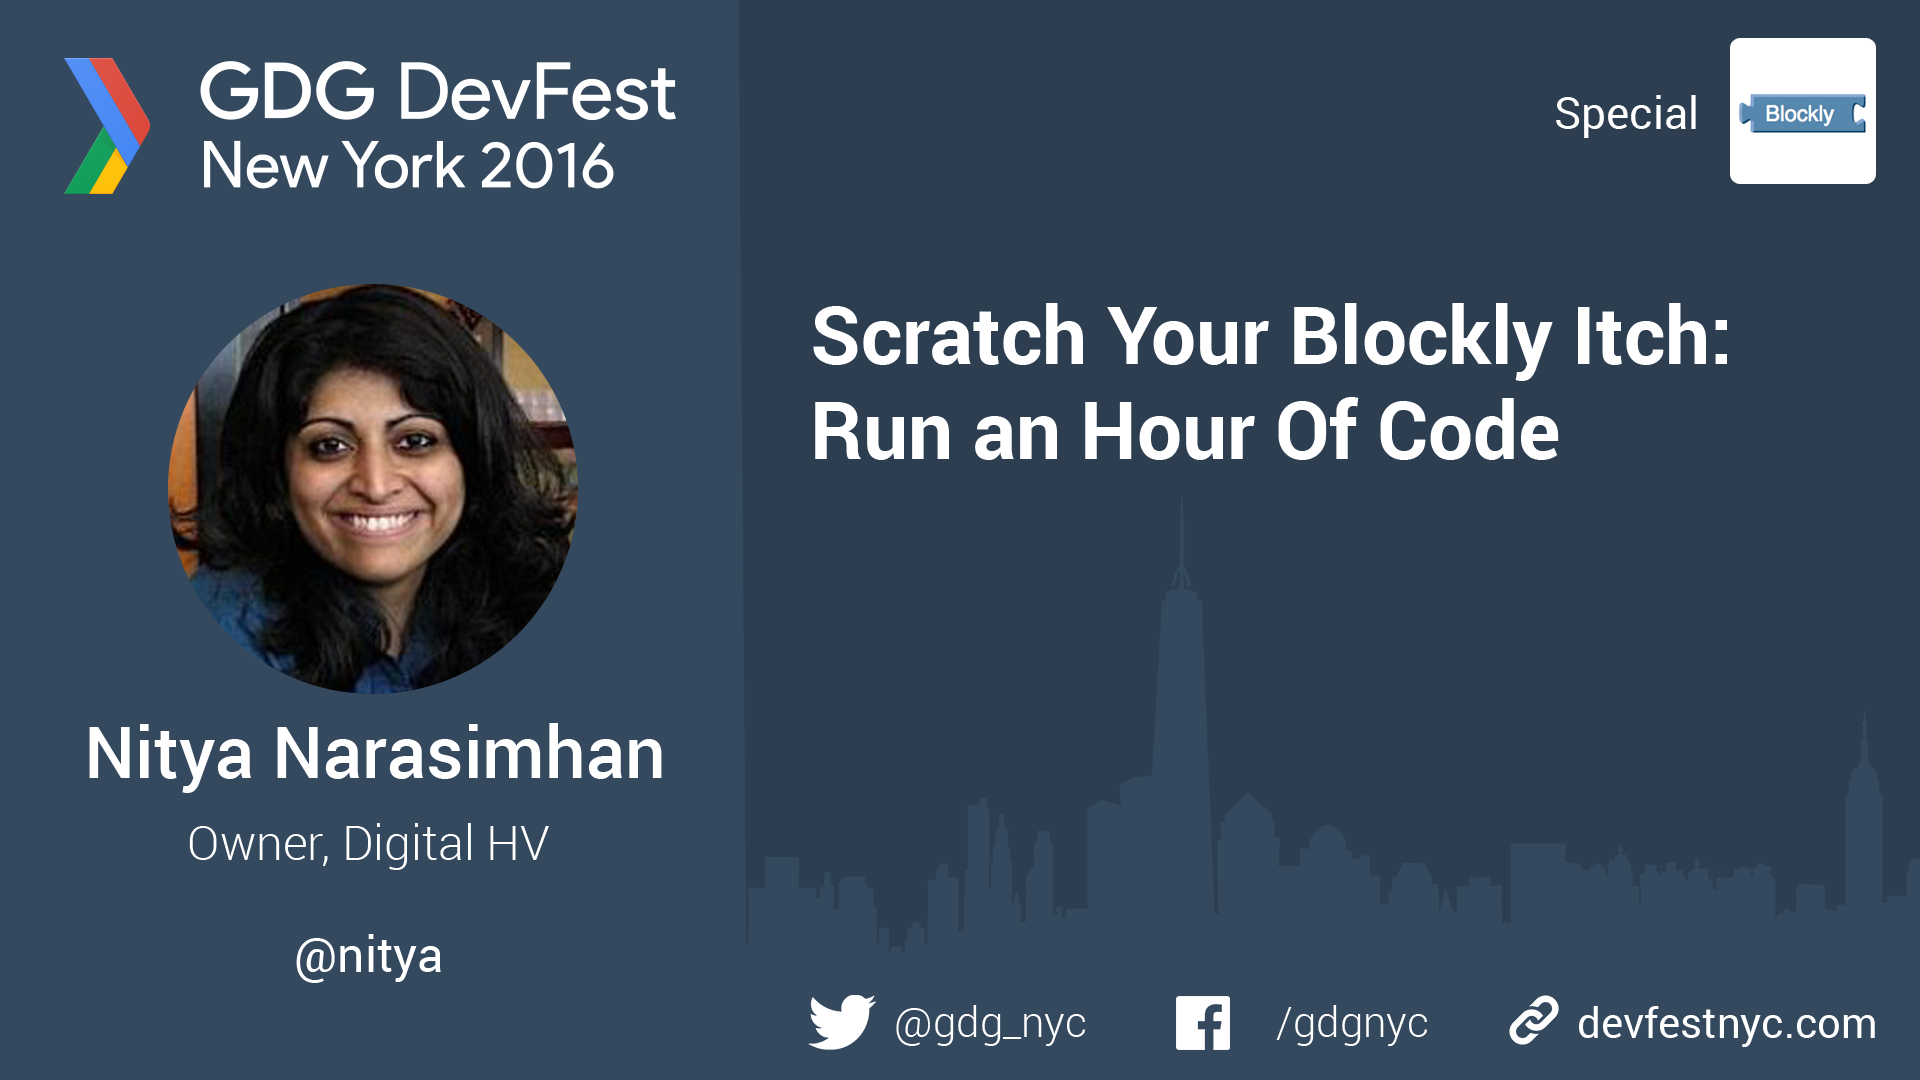 GDG DevFest
New York 2016
Special
Blockly
Scratch Your Blockly Itch:
Run an Hour Of Code
Nitya Narasimhan
Owner, Digital HV
@nitya
@gdg_nyc
/gdgnyc
devfestnyc.com